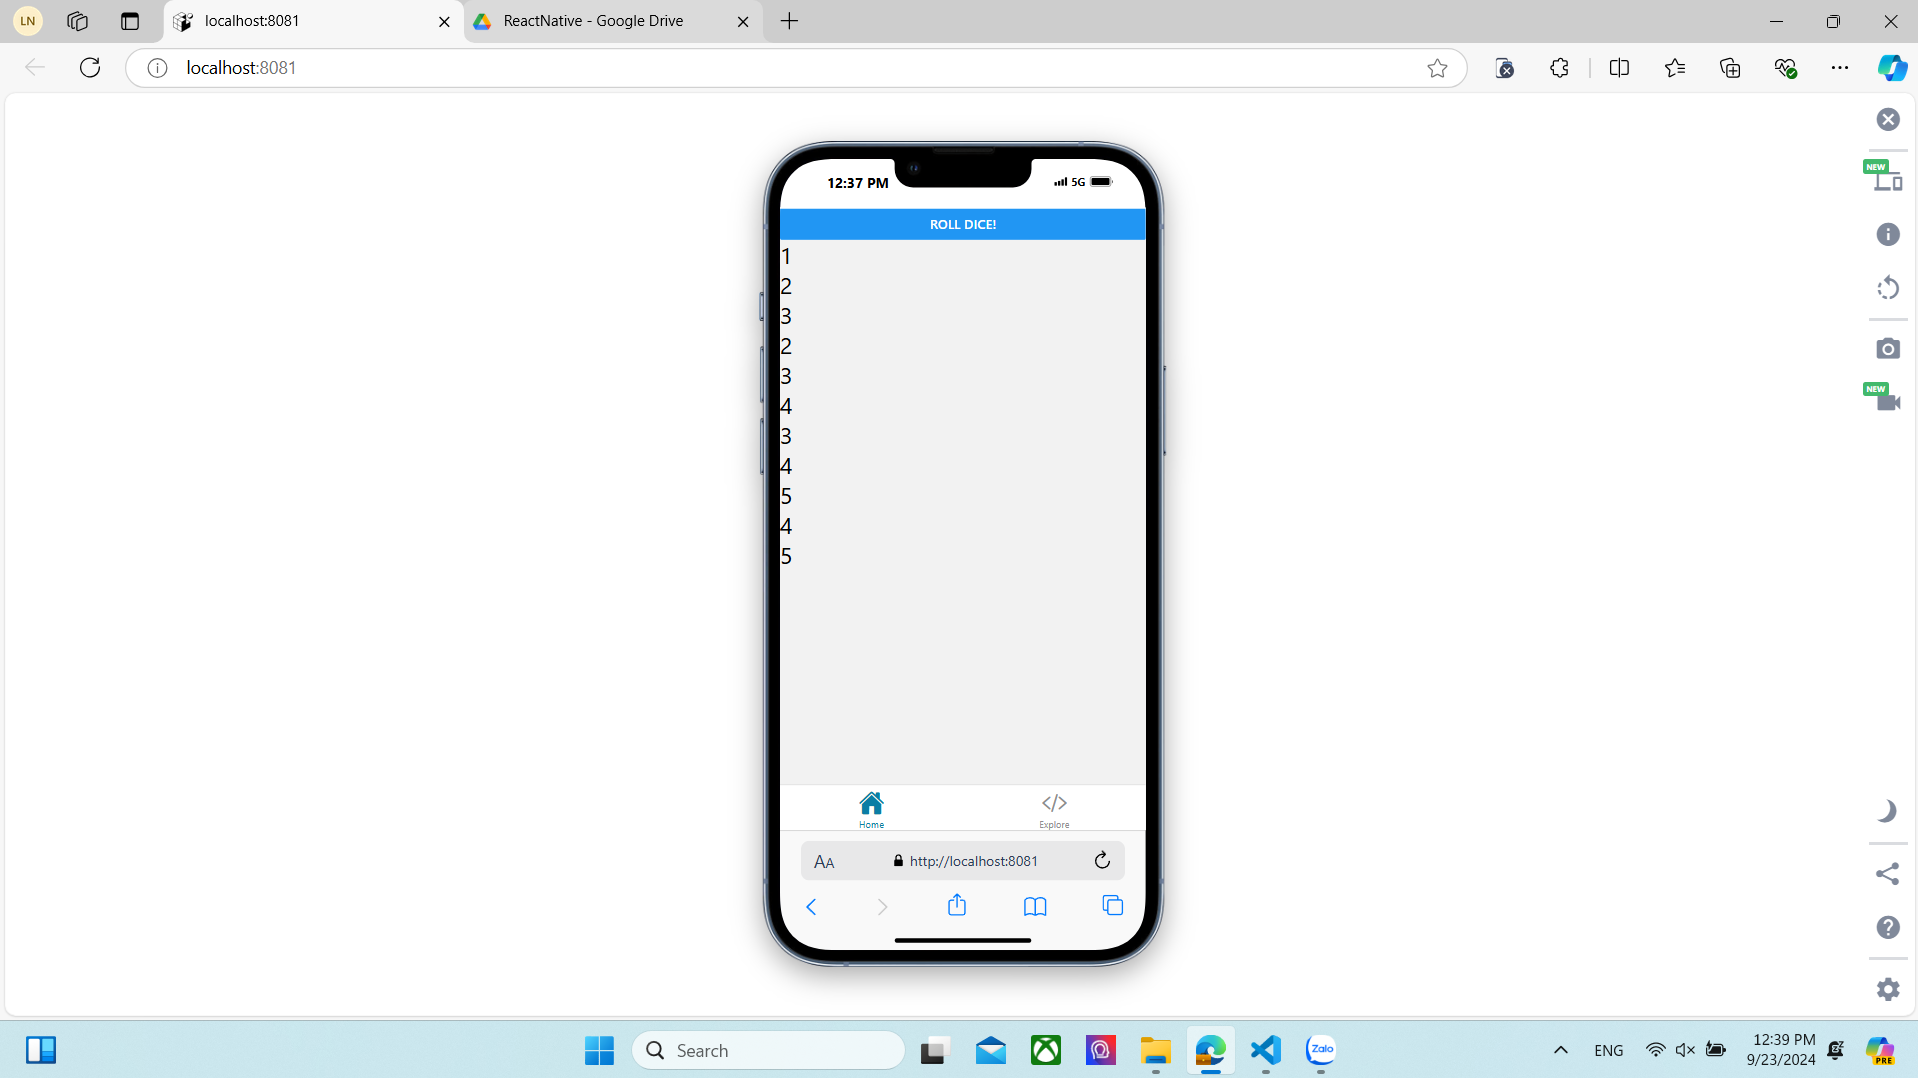 LN
localhost:8081
ReactNative - Google Drive
localhost:8081
NEW
NEW
12:37 PM
5G
ROLL DICE!
1
2
3
2
3
4
3
4
5
4
5
Home
Explore
AA
http://localhost:8081
Search
Zalo
ENG
12:39 PM
9/23/2024
PRE